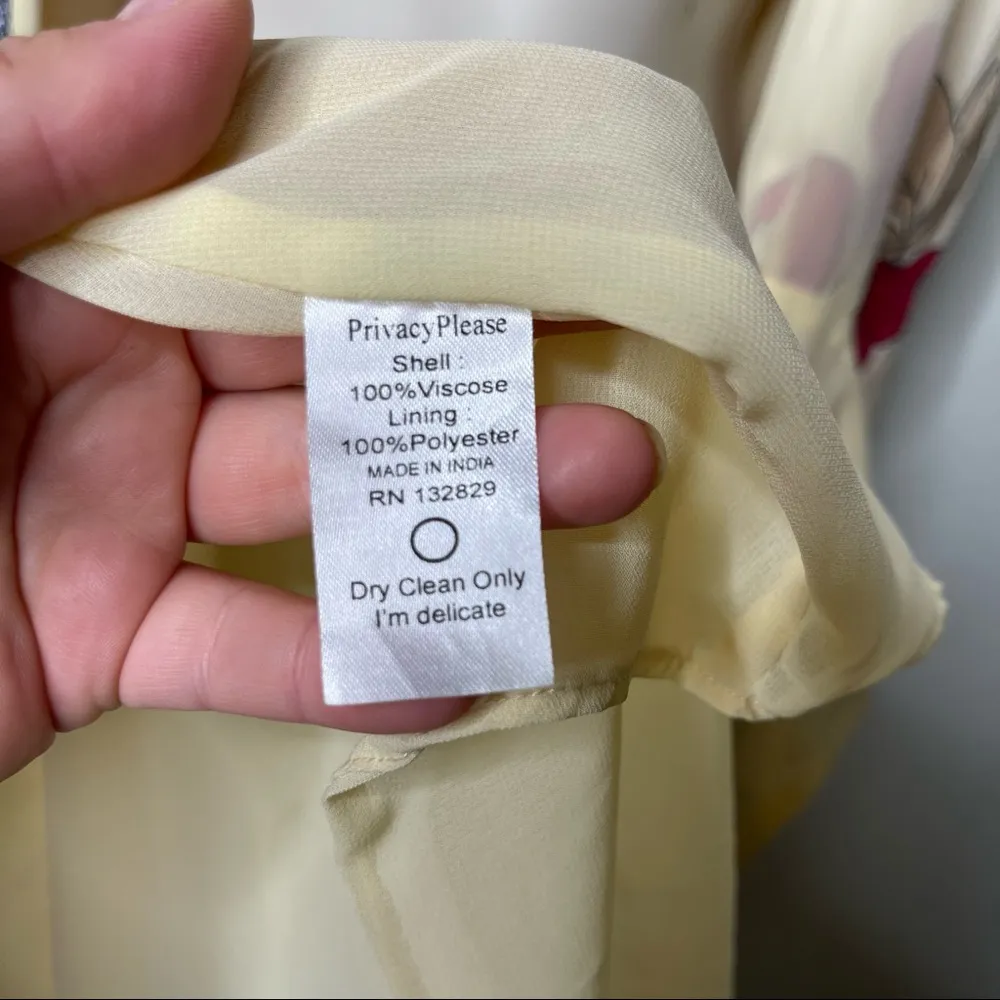 PrivacyPlease
Shell :
100%Viscose
Lining :
100%Polyester
MADE IN INDIA
RN 132829
Dry Clean Only
I'm delicate